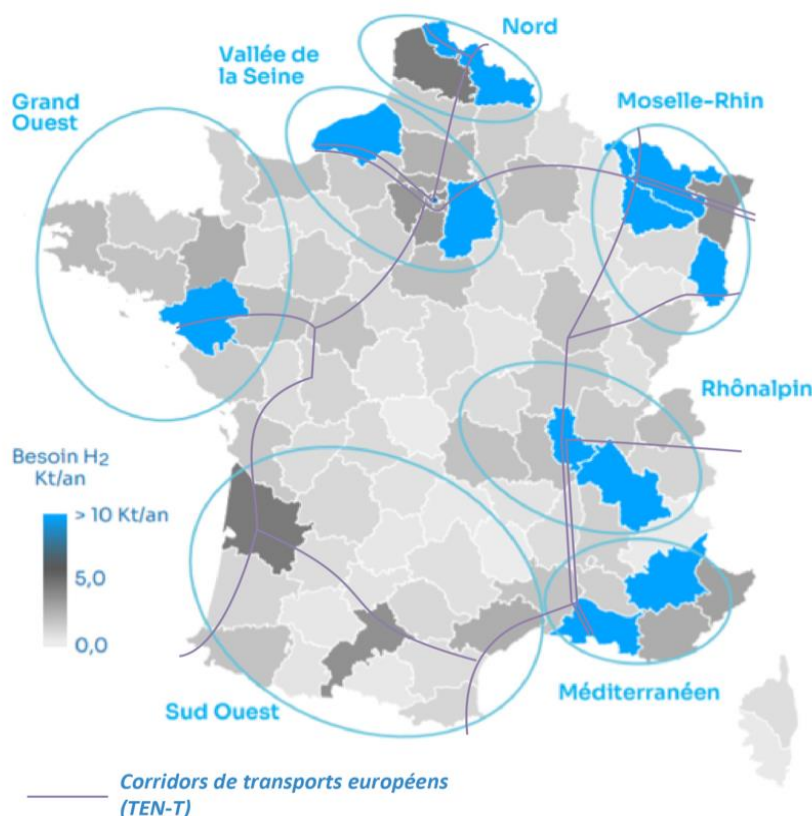 Nord
Vallée de
la Seine
Grand
Ouest
Moselle-Rhin
Rhônalpin
Besoin H2
Kt/an
> 10 Kt/an
5,0
0,0
Sud Ouest
Méditerranéen
Corridors de transports européens
(TEN-T)